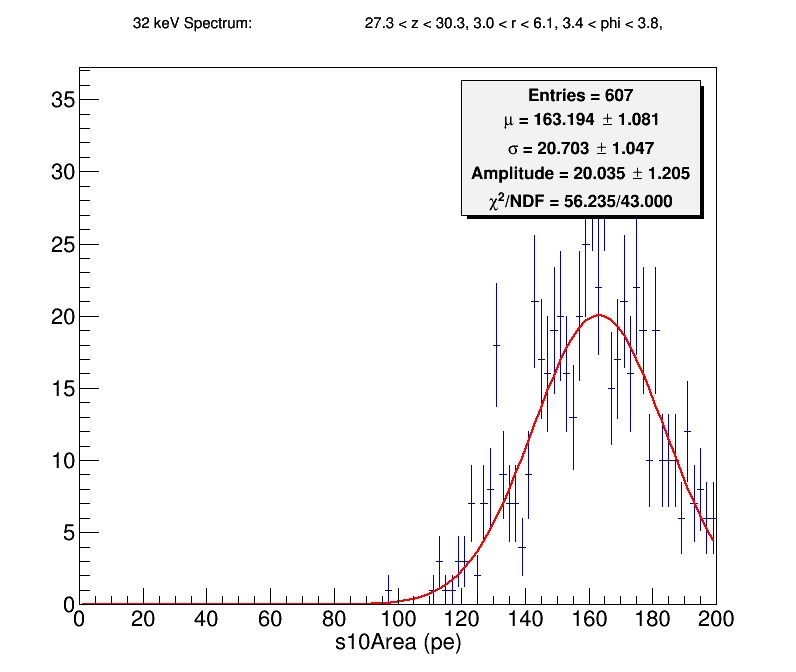 32 keV Spectrum: 27.3 < z < 30.3, 3.0 < r < 6.1, 3.4 < phi < 3.8,
Entries = 607
μ = 163.194 ± 1.081
σ = 20.703 ± 1.047
Amplitude = 20.035 ± 1.205
χ²/NDF = 56.235/43.000
35
30
25
20
15
10
5
0
0 20 40 60 80 100 120 140 160 180 200
s10Area (pe)